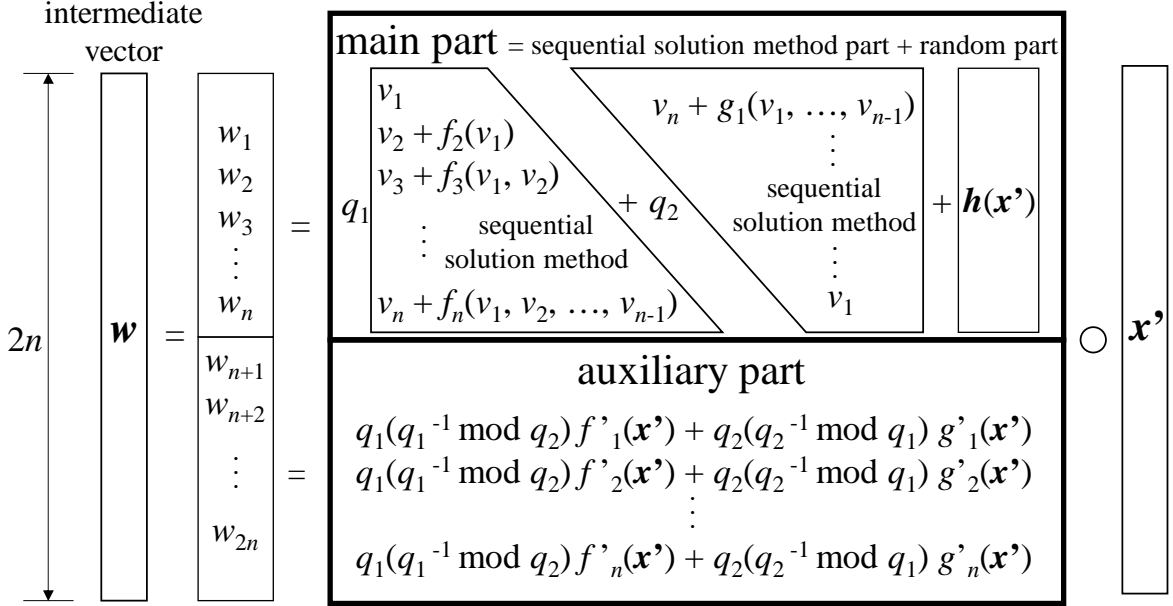 intermediate
vector
2n
w
=
w₁
w₂
w₃
⋮
wₙ
wₙ₊₁
wₙ₊₂
⋮
w₂ₙ
=
main part = sequential solution method part + random part
q₁
v₁
v₂ + f₂(v₁)
v₃ + f₃(v₁, v₂)
⋮ ⋮ sequential
solution method
vₙ + fₙ(v₁, v₂, …, vₙ₋₁)
+ q₂
vₙ + g₁(v₁, …, vₙ₋₁)
⋮ ⋮
sequential
solution method
⋮ ⋮
v₁
+ h(x’)
=
auxiliary part
q₁(q₁⁻¹ mod q₂) f’₁(x’) + q₂(q₂⁻¹ mod q₁) g’₁(x’)
q₁(q₁⁻¹ mod q₂) f’₂(x’) + q₂(q₂⁻¹ mod q₁) g’₂(x’)
⋮
q₁(q₁⁻¹ mod q₂) f’ₙ(x’) + q₂(q₂⁻¹ mod q₁) g’ₙ(x’)
○
x’